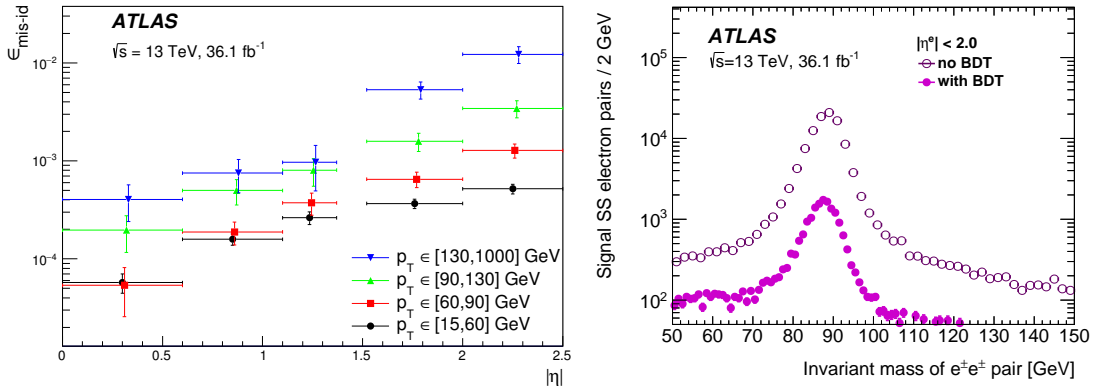 ATLAS
√s = 13 TeV, 36.1 fb⁻¹
ϵmis-id
10⁻²
10⁻³
10⁻⁴
p_T ∈ [130,1000] GeV
p_T ∈ [90,130] GeV
p_T ∈ [60,90] GeV
p_T ∈ [15,60] GeV
0 0.5 1 1.5 2 2.5
|η|
ATLAS
√s=13 TeV, 36.1 fb⁻¹
|ηᵉ| < 2.0
no BDT
with BDT
Signal SS electron pairs / 2 GeV
10⁵
10⁴
10³
10²
50 60 70 80 90 100 110 120 130 140 150
Invariant mass of e±e± pair [GeV]